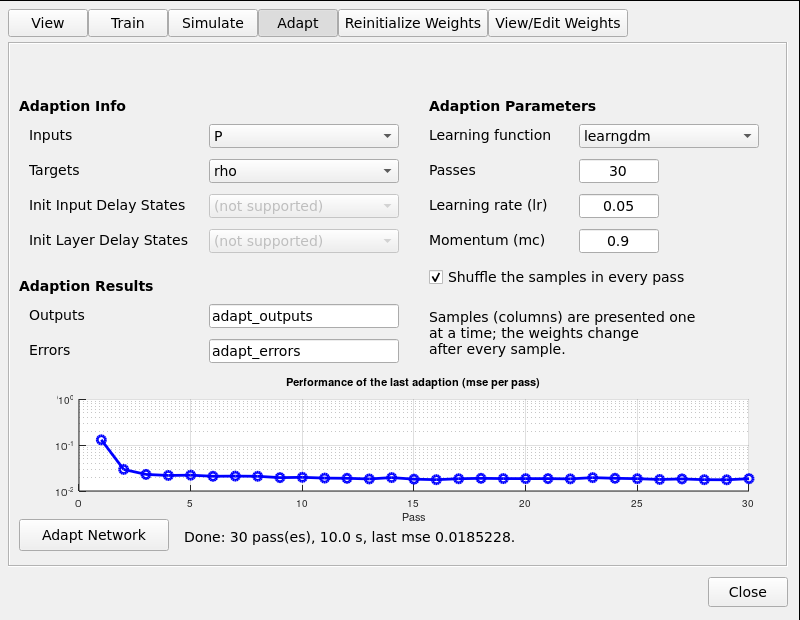 View Train Simulate Adapt Reinitialize Weights View/Edit Weights
Adaption Info
Inputs P
Targets rho
Init Input Delay States (not supported)
Init Layer Delay States (not supported)
Adaption Results
Outputs adapt_outputs
Errors adapt_errors
Adaption Parameters
Learning function learngdm
Passes 30
Learning rate (lr) 0.05
Momentum (mc) 0.9
Shuffle the samples in every pass
Samples (columns) are presented one
at a time; the weights change
after every sample.
Performance of the last adaption (mse per pass)
10^0
10^-1
10^-2
0 5 10 15 20 25 30
Pass
Adapt Network Done: 30 pass(es), 10.0 s, last mse 0.0185228.
Close